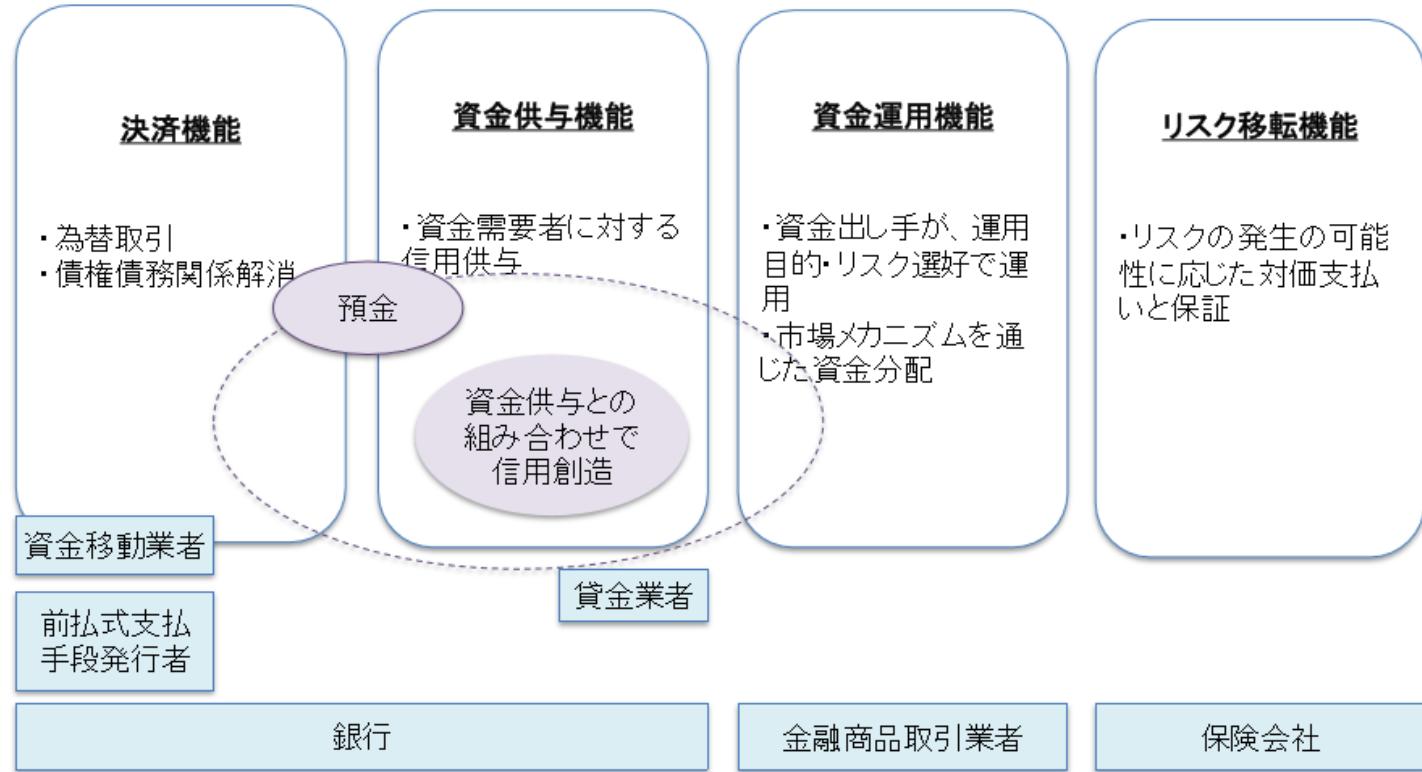 決済機能
・為替取引
・債権債務関係解消
資金供与機能
・資金需要者に対する
信用供与
預金
資金供与との
組み合わせで
信用創造
資金運用機能
・資金出し手が、運用
目的・リスク選好で運
用
・市場メカニズムを通
じた資金分配
リスク移転機能
・リスクの発生の可能
性に応じた対価支払
いと保証
資金移動業者
貸金業者
前払式支払
手段発行者
銀行
金融商品取引業者
保険会社